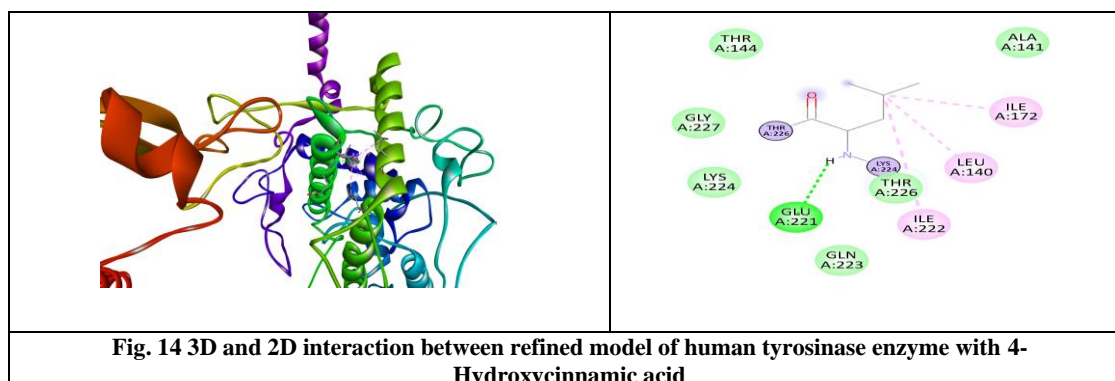 THR
A:144
ALA
A:141
GLY
A:227
THR
226
ILE
A:172
LYS
A:224
H
N
O
LYS
224
THR
A:226
LEU
A:140
GLU
A:221
ILE
A:222
GLN
A:223
Fig. 14 3D and 2D interaction between refined model of human tyrosinase enzyme with 4-
Hydroxycinnamic acid